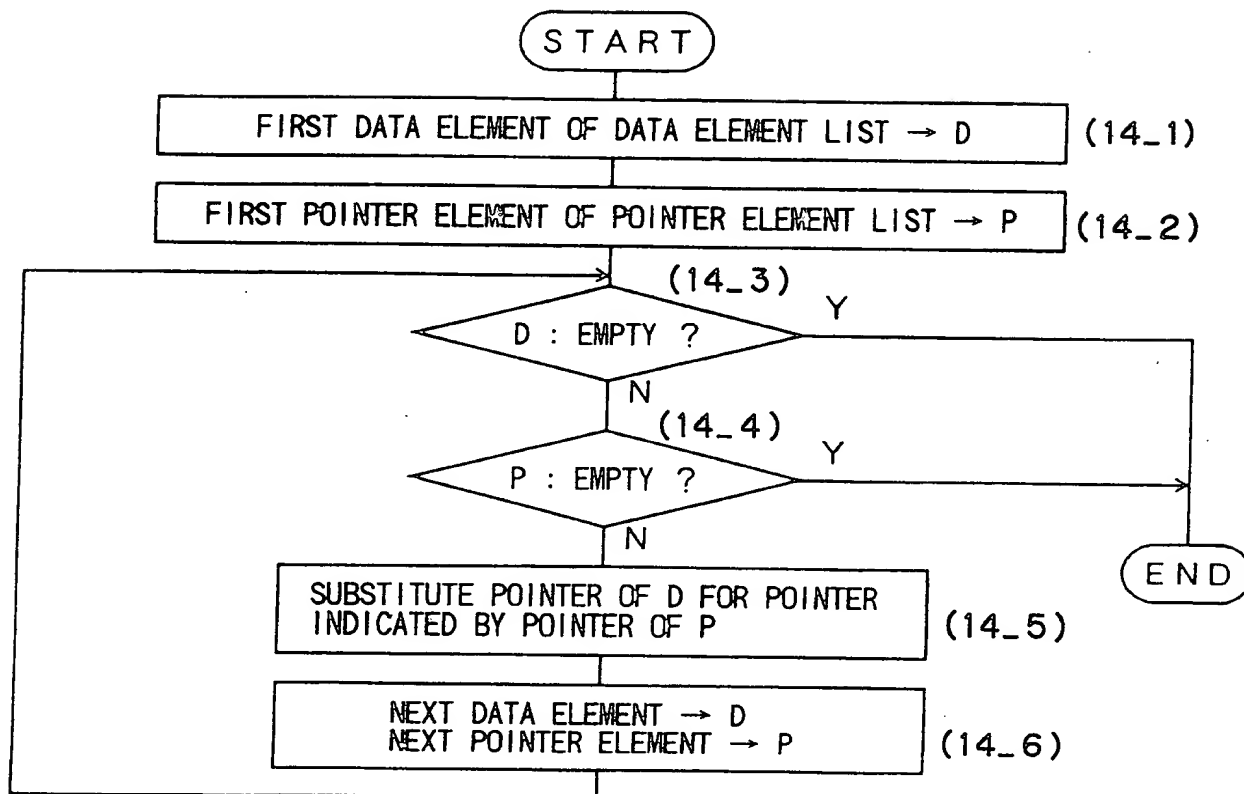 START
FIRST DATA ELEMENT OF DATA ELEMENT LIST → D
(14_1)
FIRST POINTER ELEMENT OF POINTER ELEMENT LIST → P
(14_2)
(14_3)
D : EMPTY ?
Y
N
(14_4)
P : EMPTY ?
Y
N
END
SUBSTITUTE POINTER OF D FOR POINTER
INDICATED BY POINTER OF P
(14_5)
NEXT DATA ELEMENT → D
NEXT POINTER ELEMENT → P
(14_6)